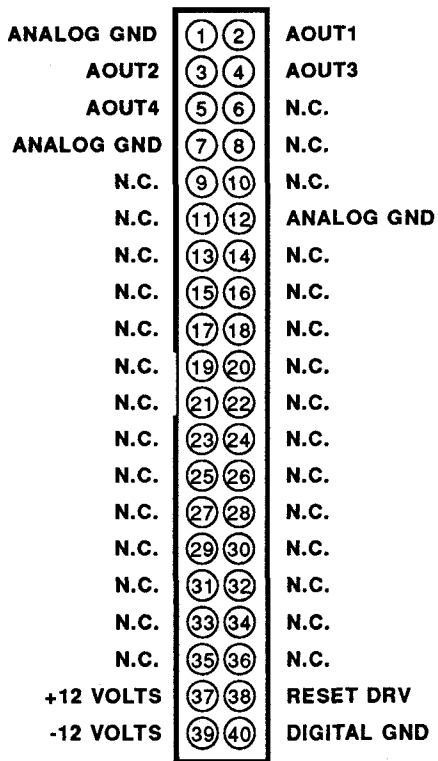 ANALOG GND 1 2 AOUT1
AOUT2 3 4 AOUT3
AOUT4 5 6 N.C.
ANALOG GND 7 8 N.C.
N.C. 9 10 N.C.
N.C. 11 12 ANALOG GND
N.C. 13 14 N.C.
N.C. 15 16 N.C.
N.C. 17 18 N.C.
N.C. 19 20 N.C.
N.C. 21 22 N.C.
N.C. 23 24 N.C.
N.C. 25 26 N.C.
N.C. 27 28 N.C.
N.C. 29 30 N.C.
N.C. 31 32 N.C.
N.C. 33 34 N.C.
N.C. 35 36 N.C.
+12 VOLTS 37 38 RESET DRV
-12 VOLTS 39 40 DIGITAL GND